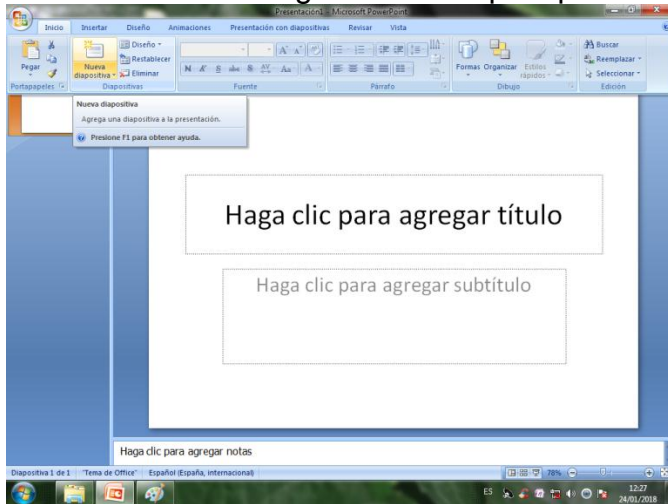 Presentación1 - Microsoft PowerPoint
Inicio Insertar Diseño Animaciones Presentación con diapositivas Revisar Vista
Pegar
Nueva diapositiva
Diseño
Restablecer
Eliminar
N K S abc S AV Aa A
Formas Organizar Estilos rápidos
Buscar
Reemplazar
Seleccionar
Portapapeles Diapositivas Fuente Párrafo Dibujo Edición
Nueva diapositiva
Agrega una diapositiva a la presentación.
Presione F1 para obtener ayuda.
Haga clic para agregar título
Haga clic para agregar subtítulo
Haga clic para agregar notas
Diapositiva 1 de 1 "Tema de Office" Español (España, internacional) 78%
ES 12:27
24/01/2018